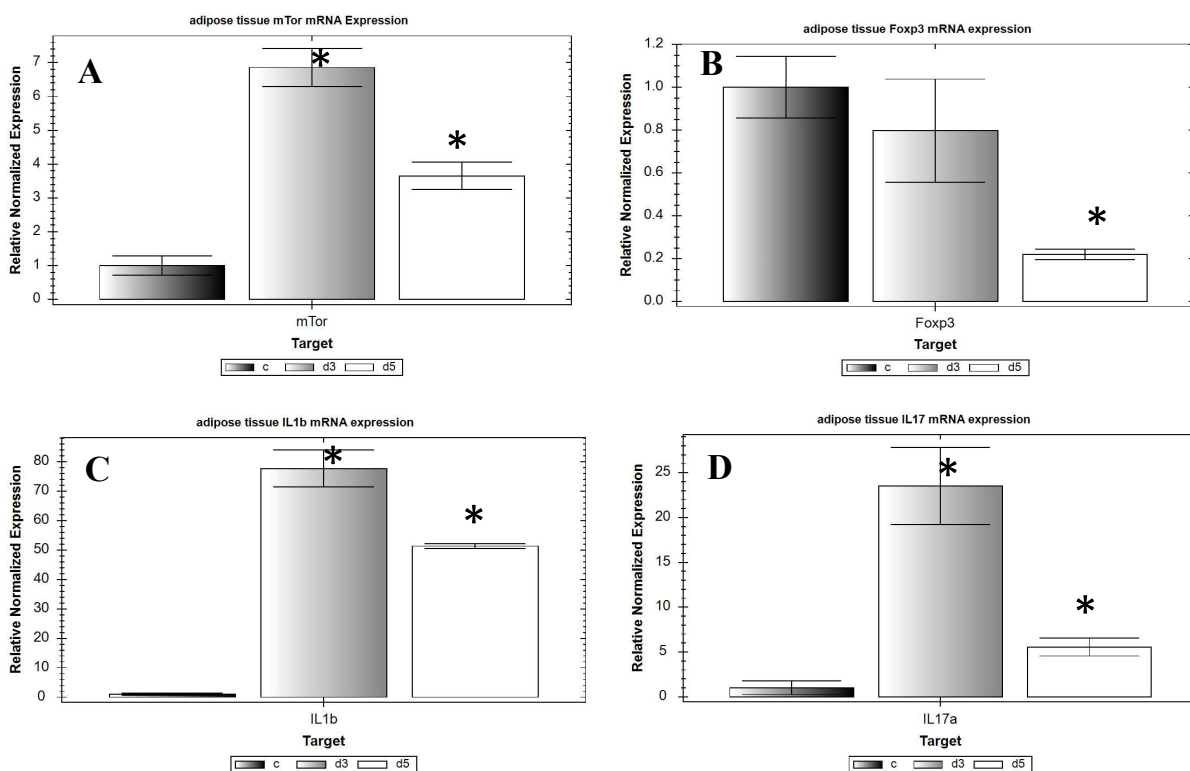 adipose tissue mTor mRNA Expression
A
Relative Normalized Expression
7
6
5
4
3
2
1
0
*
*
mTor
Target
c d3 d5
adipose tissue Foxp3 mRNA expression
B
Relative Normalized Expression
1.2
1.0
0.8
0.6
0.4
0.2
0.0
*
Foxp3
Target
c d3 d5
adipose tissue IL1b mRNA expression
C
Relative Normalized Expression
80
70
60
50
40
30
20
10
0
*
*
IL1b
Target
c d3 d5
adipose tissue IL17 mRNA expression
D
Relative Normalized Expression
25
20
15
10
5
0
*
*
IL17a
Target
c d3 d5